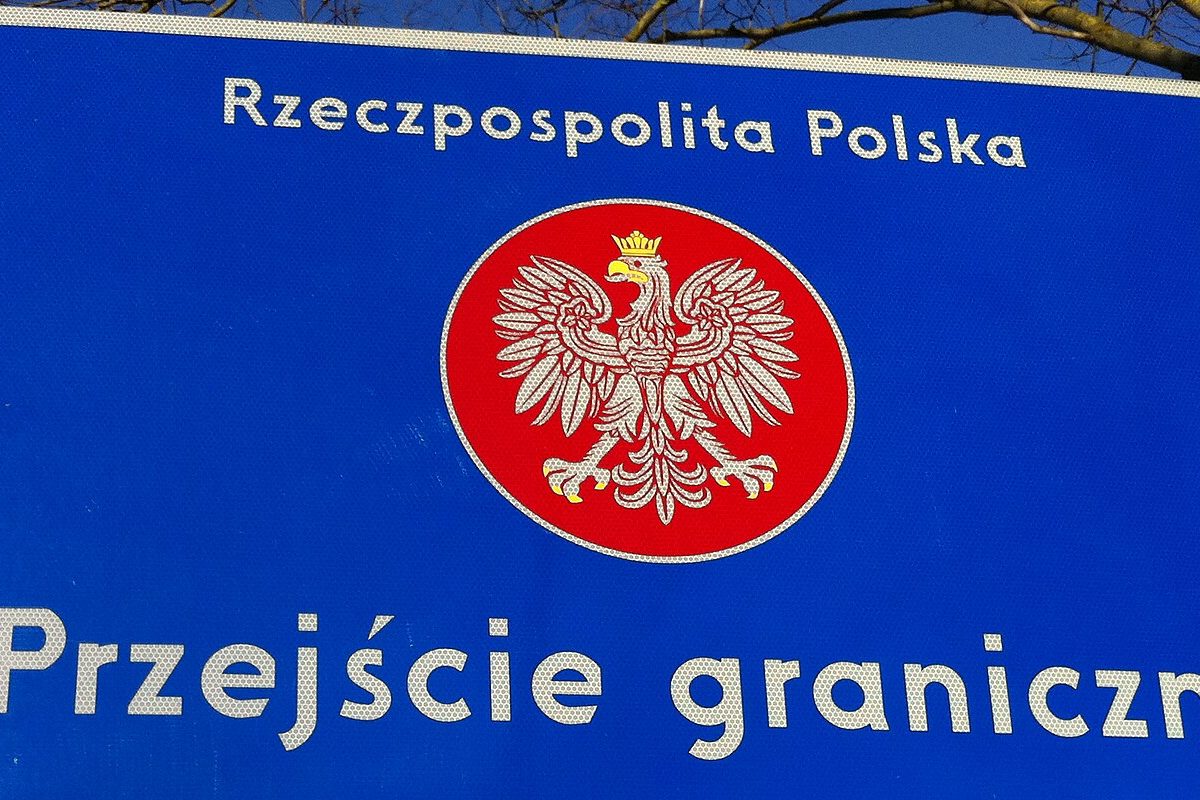 Rzeczpospolita Polska
Przejście graniczn